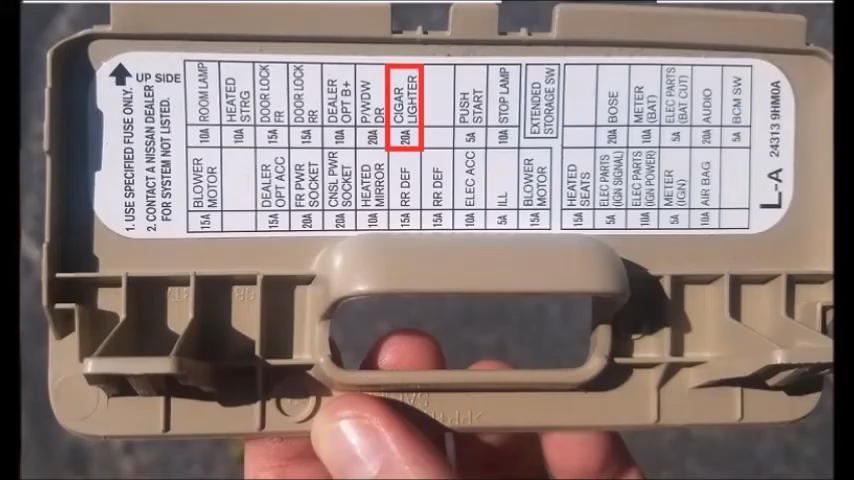 UP SIDE
1. USE SPECIFIED FUSE ONLY.
2. CONTACT A NISSAN DEALER
FOR SYSTEM NOT LISTED.
10A ROOM LAMP
10A HEATED
STRG
15A DOOR LOCK
FR
15A DOOR LOCK
RR
10A DEALER
OPT B+
20A P/WDW
DR
20A CIGAR
LIGHTER
5A PUSH
START
10A STOP LAMP
EXTENDED
STORAGE SW
20A BOSE
10A METER
(BAT)
5A ELEC PARTS
(BAT CUT)
20A AUDIO
5A BCM SW
15A BLOWER
MOTOR
15A DEALER
OPT ACC
20A FR PWR
SOCKET
20A CNSL PWR
SOCKET
10A HEATED
MIRROR
15A RR DEF
15A RR DEF
10A ELEC ACC
5A ILL
15A BLOWER
MOTOR
15A HEATED
SEATS
5A ELEC PARTS
(IGN SIGNAL)
10A ELEC PARTS
(IGN POWER)
5A METER
(IGN)
10A AIR BAG
L-A 24313 9HM0A